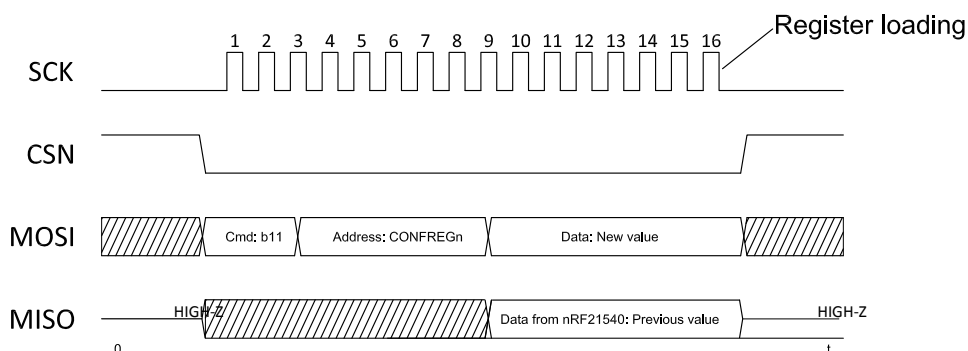 Register loading
1 2 3 4 5 6 7 8 9 10 11 12 13 14 15 16
SCK
CSN
MOSI Cmd: b11 Address: CONFREGn Data: New value
HIGH-Z HIGH-Z
MISO Data from nRF21540: Previous value
0 t